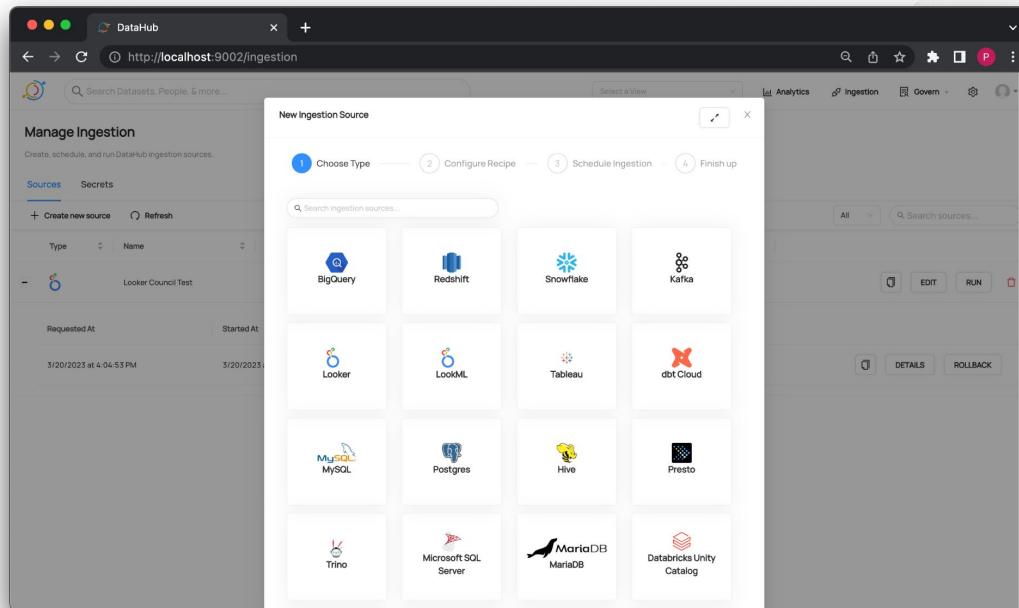 DataHub
http://localhost:9002/ingestion
P
Search Datasets, People, & more...
Select a View
Analytics
Ingestion
Govern
Manage Ingestion
Create, schedule, and run DataHub ingestion sources.
Sources Secrets
+ Create new source Refresh
All
Search sources...
Type Name
Looker Council Test
EDIT RUN
Requested At Started At
3/20/2023 at 4:04:53 PM 3/20/2023
DETAILS ROLLBACK
New Ingestion Source
1 Choose Type 2 Configure Recipe 3 Schedule Ingestion 4 Finish up
Search ingestion sources...
BigQuery Redshift Snowflake Kafka
Looker LookML Tableau dbt Cloud
MySQL
MySQL Postgres Hive Presto
MariaDB
Trino Microsoft SQL Server MariaDB Databricks Unity Catalog